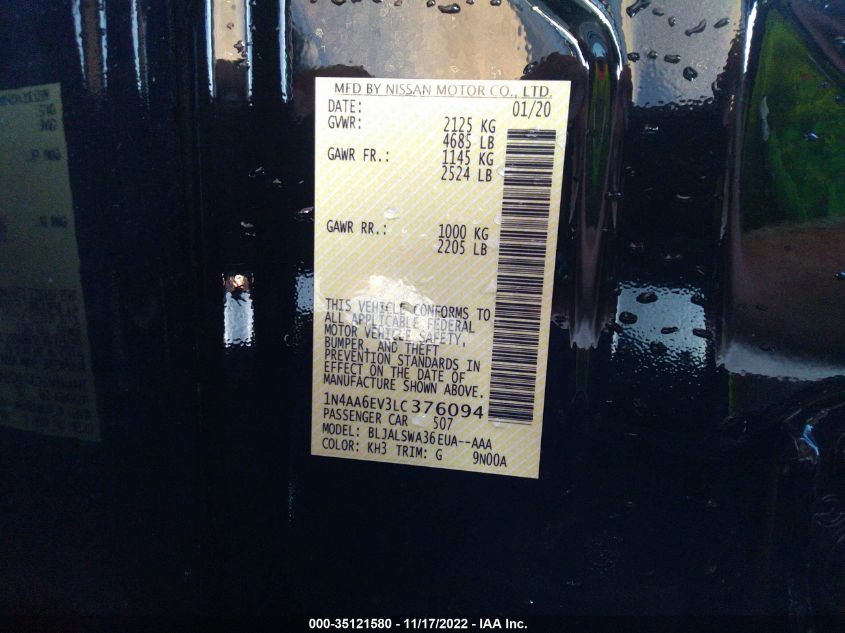 MFD BY NISSAN MOTOR CO., LTD.
DATE: 01/20
GVWR: 2125 KG
4685 LB
GAWR FR.: 1145 KG
2524 LB
GAWR RR.: 1000 KG
2205 LB
THIS VEHICLE CONFORMS TO
ALL APPLICABLE FEDERAL
MOTOR VEHICLE SAFETY,
BUMPER, AND THEFT
PREVENTION STANDARDS IN
EFFECT ON THE DATE OF
MANUFACTURE SHOWN ABOVE.
1N4AA6EV3LC376094
PASSENGER CAR 507
MODEL: BLJALSWA36EUA--AAA
COLOR: KH3 TRIM: G 9N00A
000-35121580 - 11/17/2022 - IAA Inc.